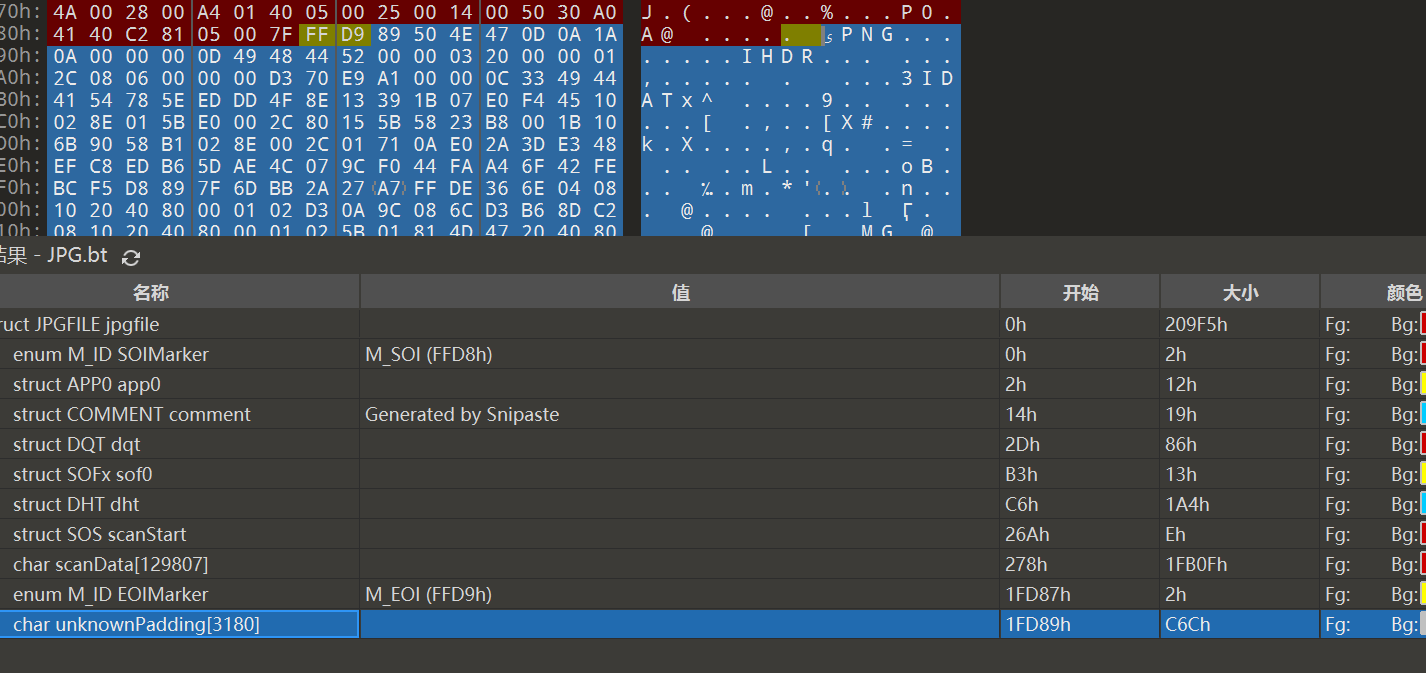 70h: 4A 00 28 00 A4 01 40 05 00 25 00 14 00 50 30 A0 J.(...@..%...P0.
80h: 41 40 C2 81 05 00 7F FF D9 89 50 4E 47 0D 0A 1A
90h: 0A 00 00 00 0D 49 48 44 52 00 00 03 20 00 00 01
A0h: 2C 08 06 00 00 00 D3 70 E9 A1 00 00 0C 33 49 44
B0h: 41 54 78 5E ED DD 4F 8E 13 39 1B 07 E0 F4 45 10
C0h: 02 8E 01 5B E0 00 2C 80 15 5B 58 23 B8 00 1B 10
D0h: 6B 90 58 B1 02 8E 00 2C 01 71 0A E0 2A 3D E3 48
E0h: EF C8 ED B6 5D AE 4C 07 9C F0 44 FA A4 6F 42 FE
F0h: BC F5 D8 89 7F 6D BB 2A 27 A7 FF DE 36 6E 04 08
00h: 10 20 40 80 00 01 02 D3 0A 9C 08 6C D3 B6 8D C2
10h: 08 10 20 40 80 00 01 02 5B 01 81 4D 47 20 40 80
结果 - JPG.bt
名称 值 开始 大小 颜色
ruct JPGFILE jpgfile 0h 209F5h Fg: Bg:
enum M_ID SOIMarker M_SOI (FFD8h) 0h 2h Fg: Bg:
struct APP0 app0 2h 12h Fg: Bg:
struct COMMENT comment Generated by Snipaste 14h 19h Fg: Bg:
struct DQT dqt 2Dh 86h Fg: Bg:
struct SOFx sof0 B3h 13h Fg: Bg:
struct DHT dht C6h 1A4h Fg: Bg:
struct SOS scanStart 26Ah Eh Fg: Bg:
char scanData[129807] 278h 1FB0Fh Fg: Bg:
enum M_ID EOIMarker M_EOI (FFD9h) 1FD87h 2h Fg: Bg:
char unknownPadding[3180] 1FD89h C6Ch Fg: Bg: